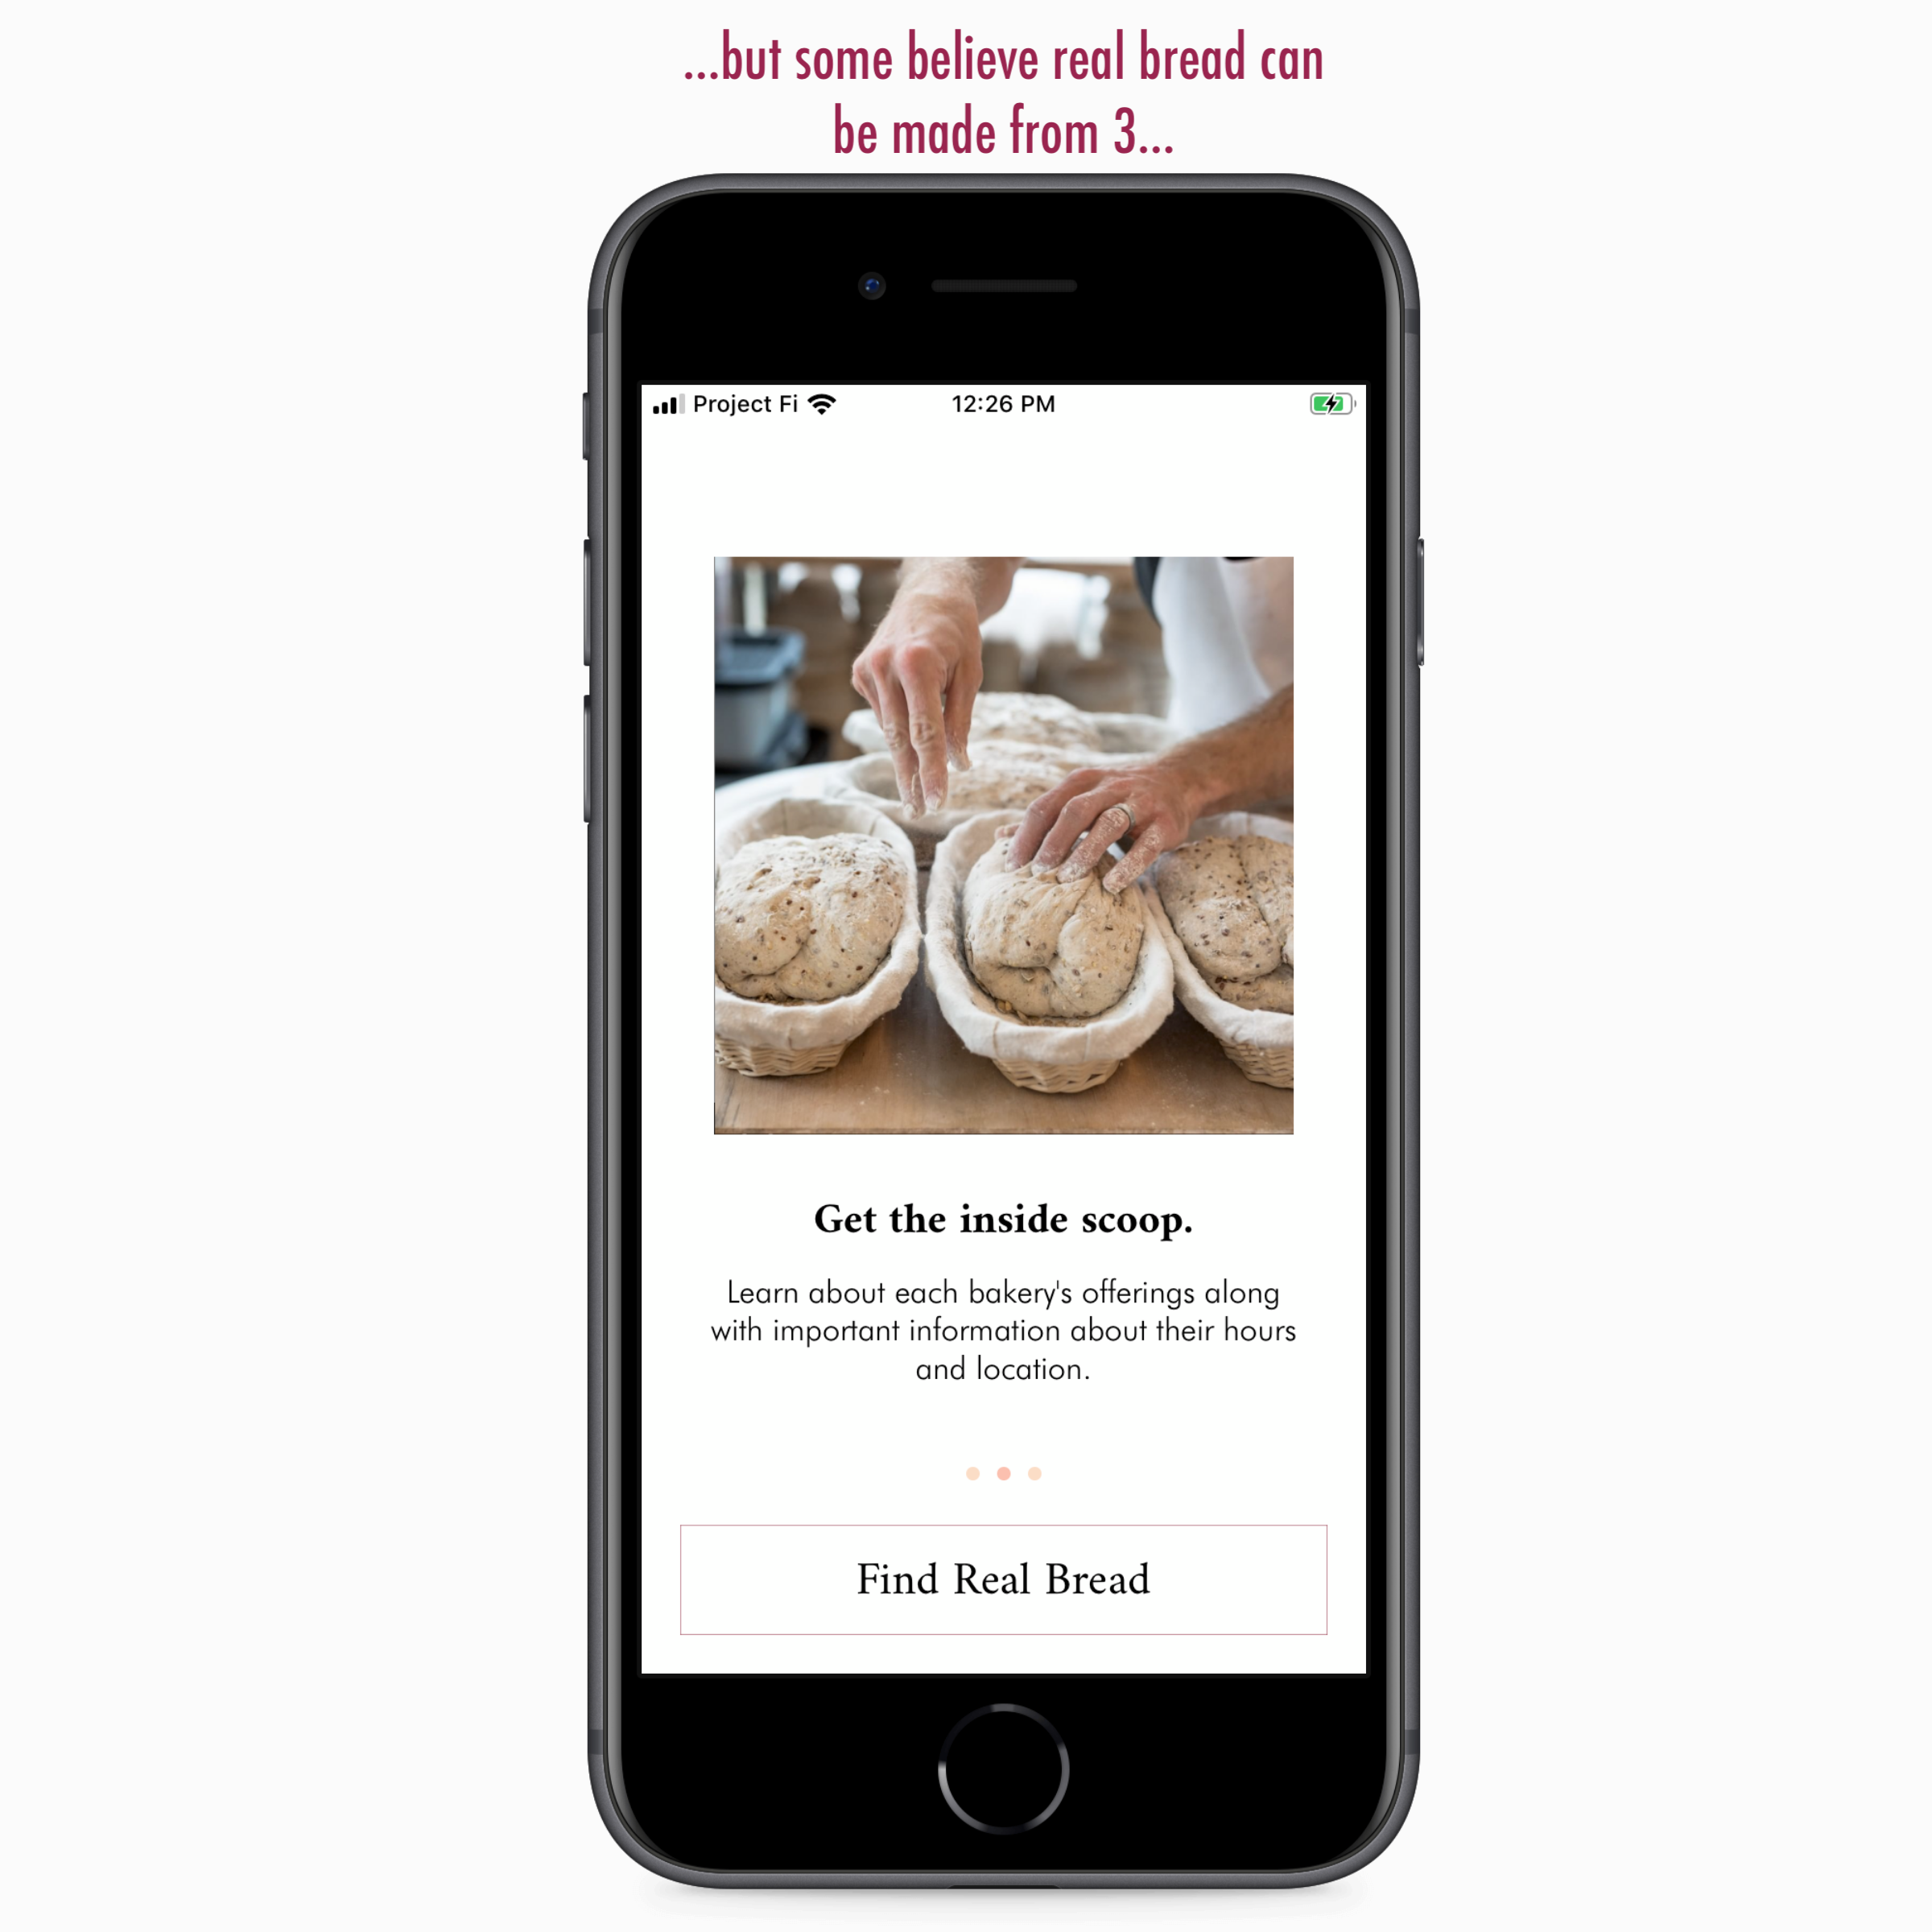 ...but some believe real bread can
be made from 3...
Project Fi 12:26 PM
Get the inside scoop.
Learn about each bakery's offerings along
with important information about their hours
and location.
Find Real Bread